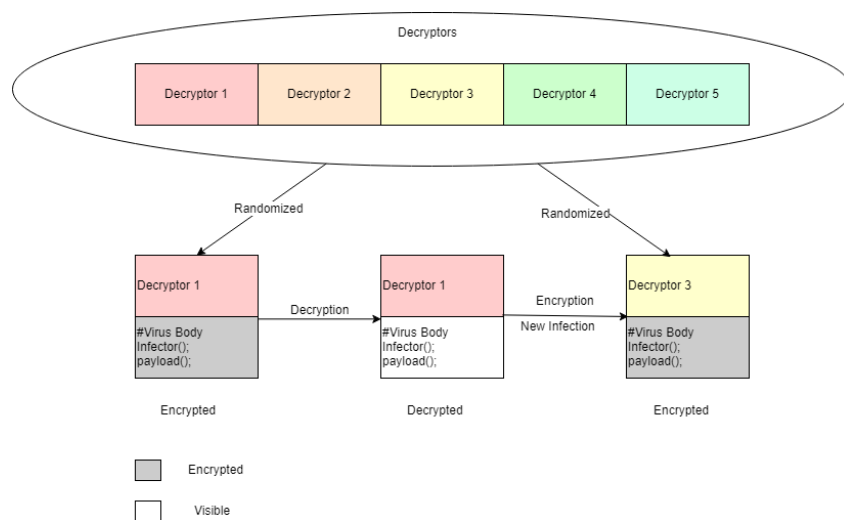 Decryptors
Decryptor 1
Decryptor 2
Decryptor 3
Decryptor 4
Decryptor 5
Randomized
Randomized
Decryptor 1
#Virus Body
Infector();
payload();
Encrypted
Decryption
Decryptor 1
#Virus Body
Infector();
payload();
Decrypted
Encryption
New Infection
Decryptor 3
#Virus Body
Infector();
payload();
Encrypted
Encrypted
Visible